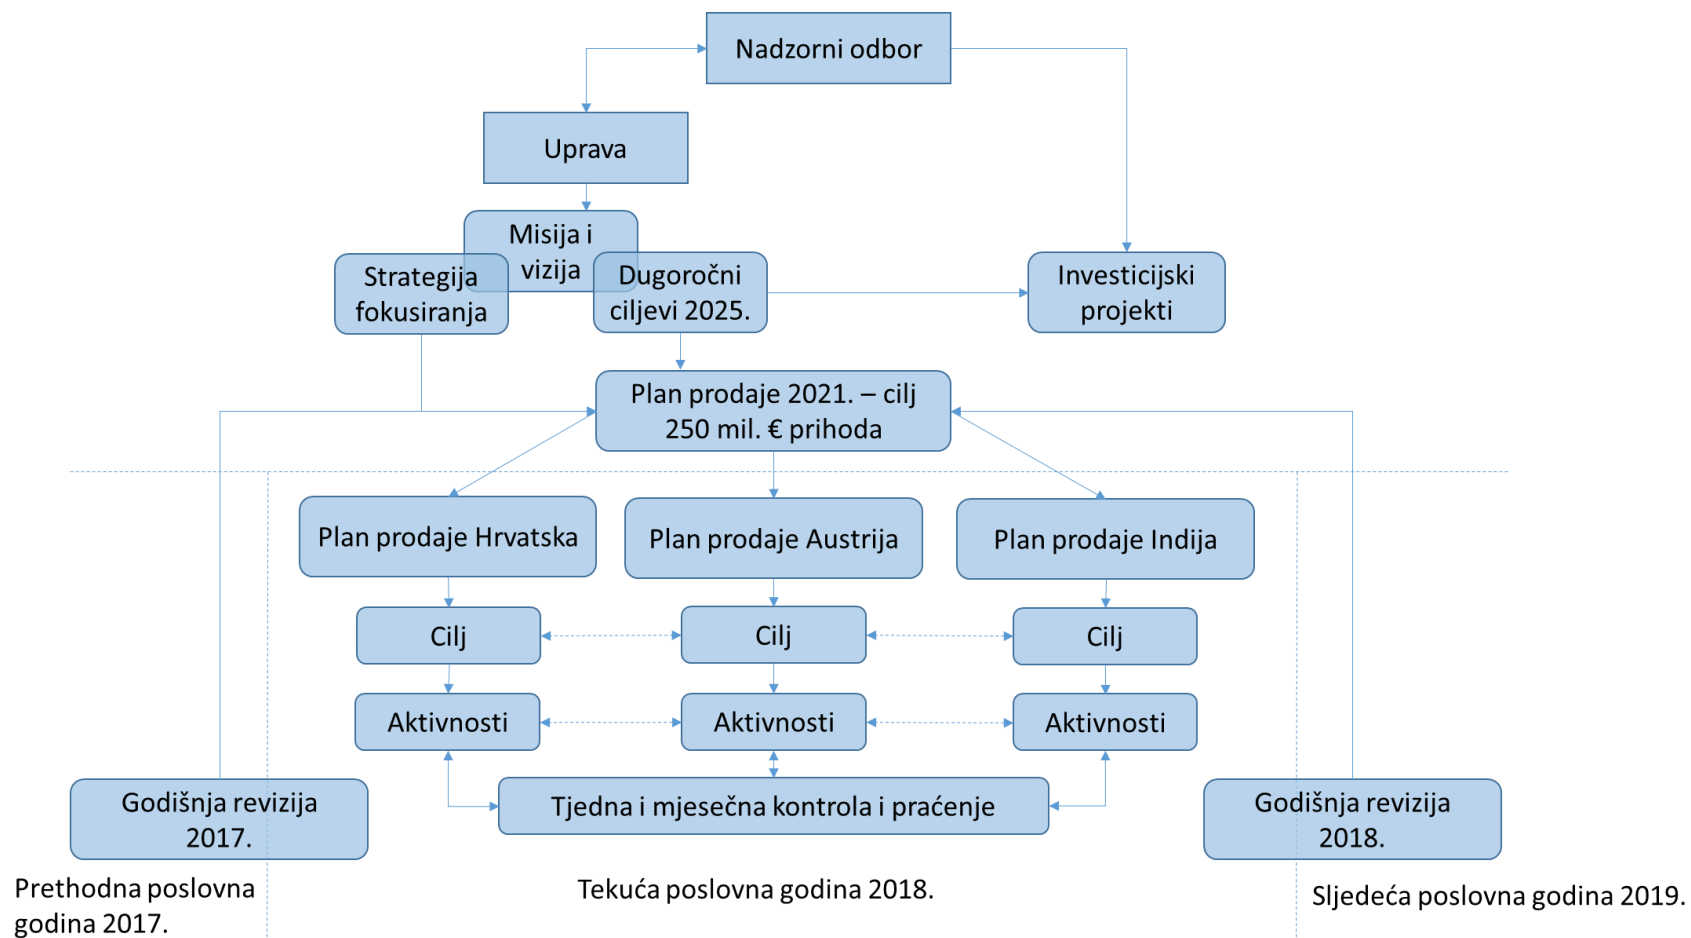 Nadzorni odbor
Uprava
Misija i
vizija
Strategija
fokusiranja
Dugoročni
ciljevi 2025.
Investicijski
projekti
Plan prodaje 2021. – cilj
250 mil. € prihoda
Plan prodaje Hrvatska
Plan prodaje Austrija
Plan prodaje Indija
Cilj
Cilj
Cilj
Aktivnosti
Aktivnosti
Aktivnosti
Godišnja revizija
2017.
Tjedna i mjesečna kontrola i praćenje
Godišnja revizija
2018.
Prethodna poslovna
godina 2017.
Tekuća poslovna godina 2018.
Sljedeća poslovna godina 2019.